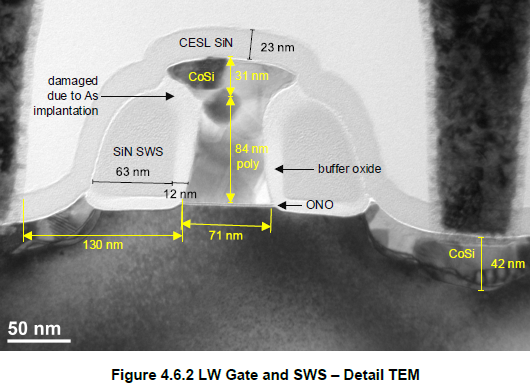 CESL SiN
23 nm
CoSi
31 nm
damaged
due to As
implantation
SiN SWS
63 nm
84 nm
poly
buffer oxide
12 nm
ONO
130 nm
71 nm
CoSi
42 nm
50 nm
Figure 4.6.2 LW Gate and SWS – Detail TEM